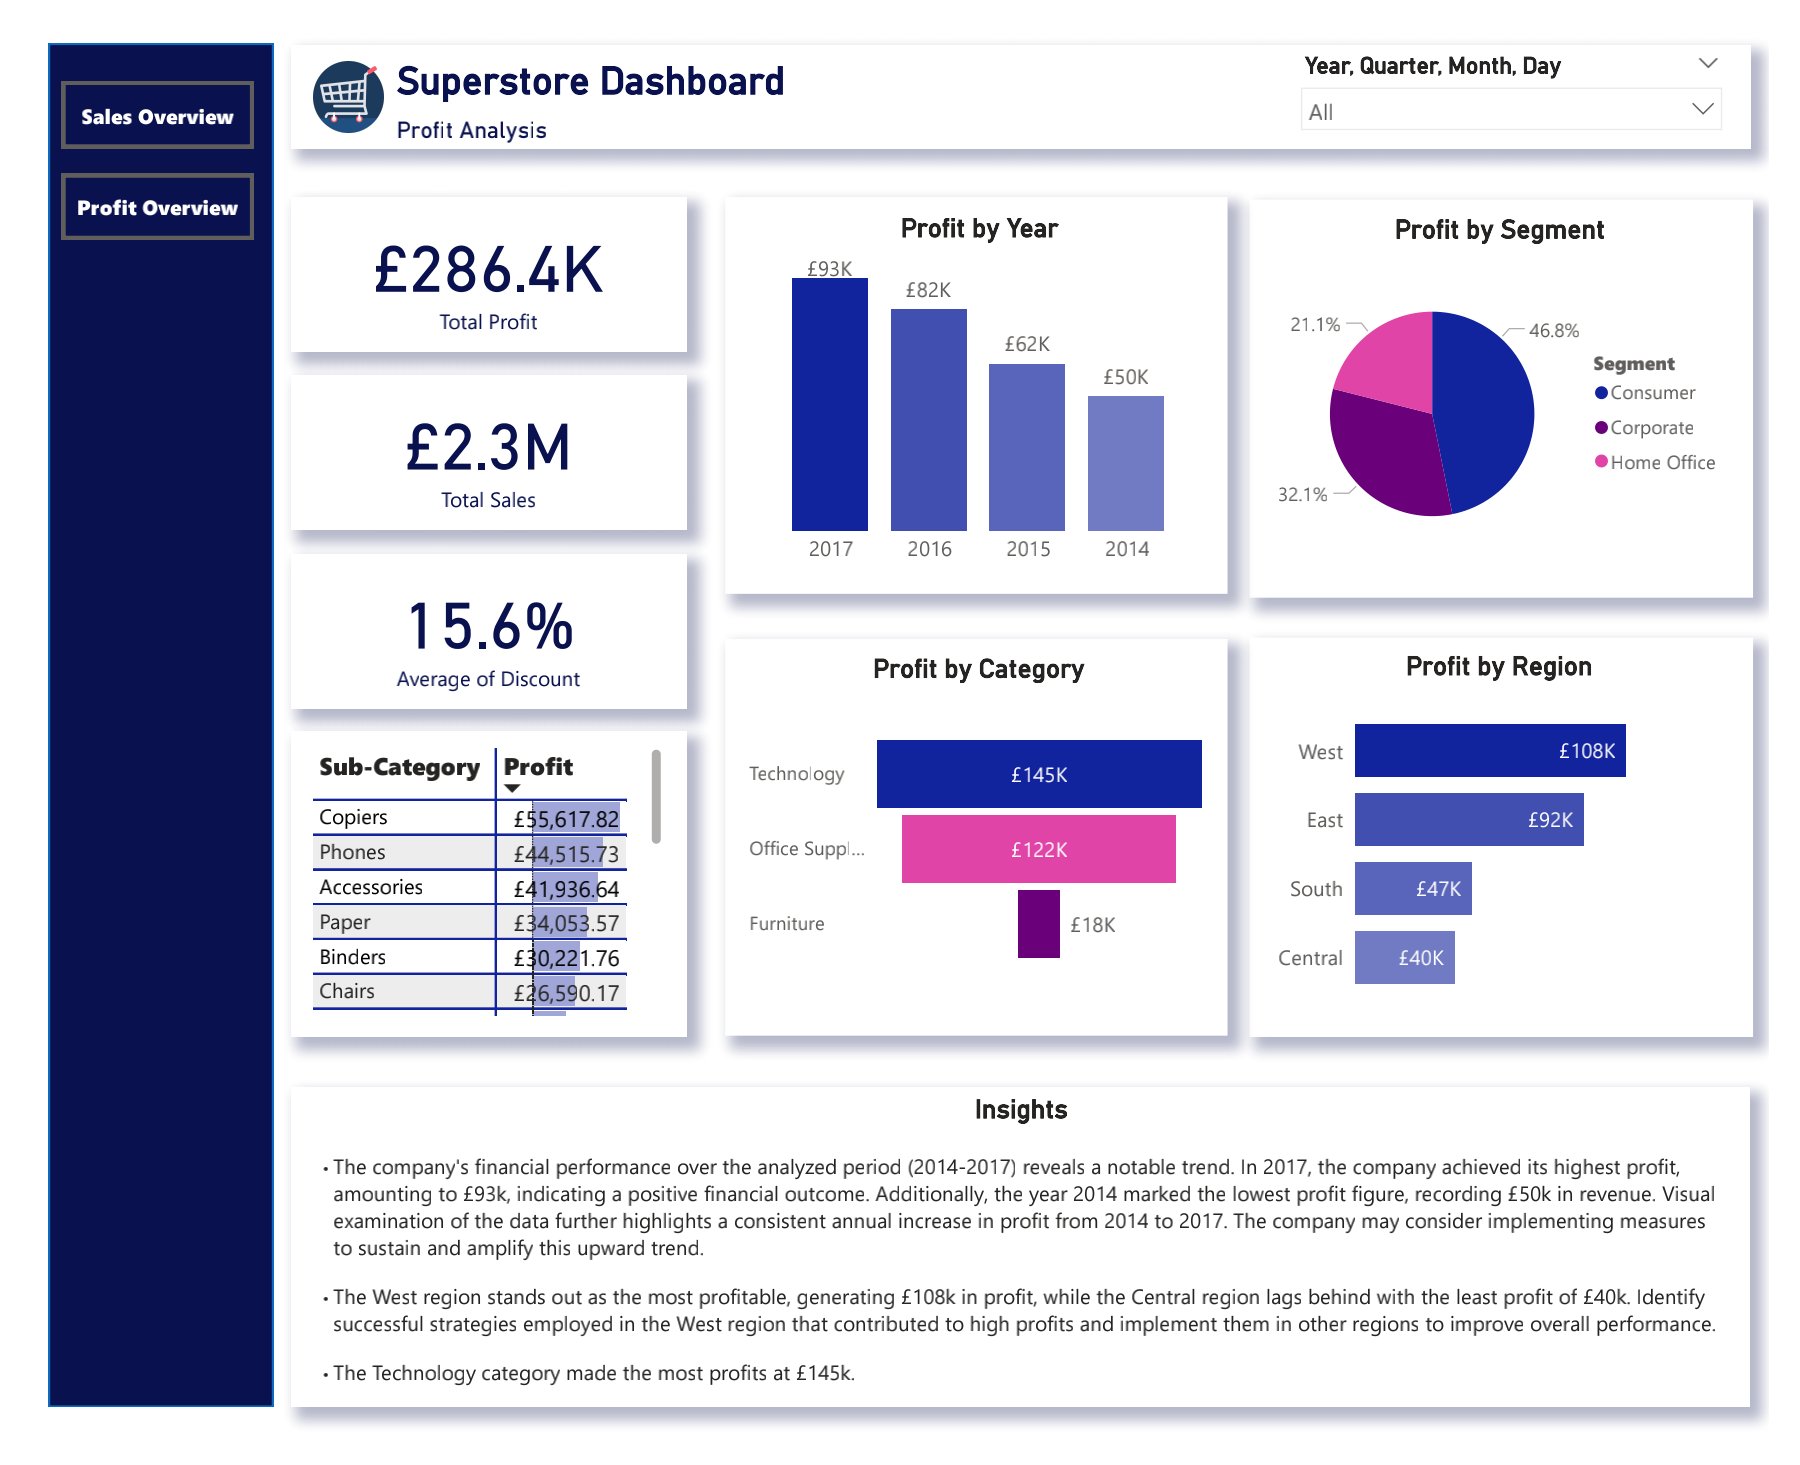 Sales Overview
Profit Overview
Superstore Dashboard
Profit Analysis
Year, Quarter, Month, Day
All
£286.4K
Total Profit
£2.3M
Total Sales
15.6%
Average of Discount
Sub-Category Profit
Copiers £55,617.82
Phones £44,515.73
Accessories £41,936.64
Paper £34,053.57
Binders £30,221.76
Chairs £26,590.17
Profit by Year
£93K
£82K
£62K
£50K
2017 2016 2015 2014
Profit by Segment
21.1%
46.8%
32.1%
Segment
Consumer
Corporate
Home Office
Profit by Category
Technology £145K
Office Suppl... £122K
Furniture £18K
Profit by Region
West £108K
East £92K
South £47K
Central £40K
Insights
• The company's financial performance over the analyzed period (2014-2017) reveals a notable trend. In 2017, the company achieved its highest profit,
amounting to £93k, indicating a positive financial outcome. Additionally, the year 2014 marked the lowest profit figure, recording £50k in revenue. Visual
examination of the data further highlights a consistent annual increase in profit from 2014 to 2017. The company may consider implementing measures
to sustain and amplify this upward trend.
• The West region stands out as the most profitable, generating £108k in profit, while the Central region lags behind with the least profit of £40k. Identify
successful strategies employed in the West region that contributed to high profits and implement them in other regions to improve overall performance.
• The Technology category made the most profits at £145k.